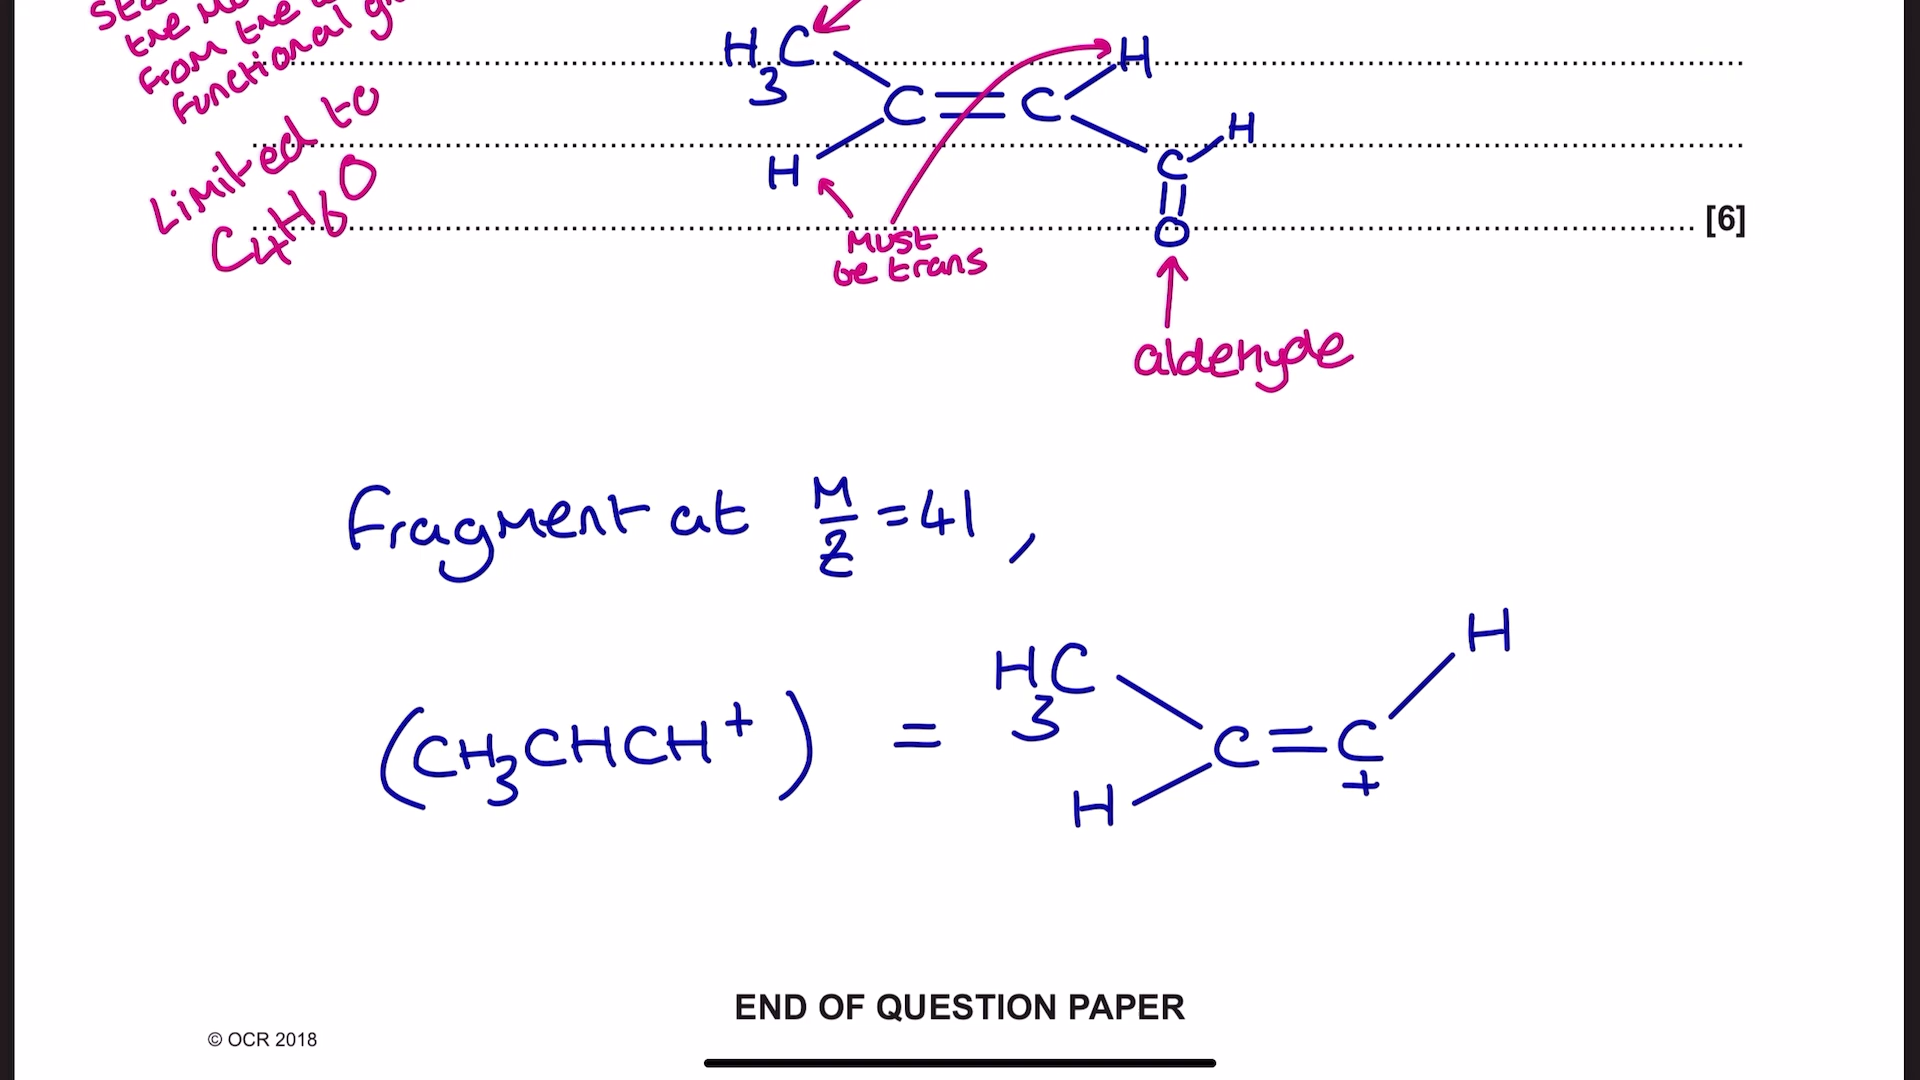 the
from the
functional
Limited to
C4H6O
H3C
H
C=C
H
H
C
O
[6]
Must
be trans
aldehyde
Fragment at M/Z = 41,
(CH3CHCH+) =
H3C
H
C=C
+
H
END OF QUESTION PAPER
© OCR 2018